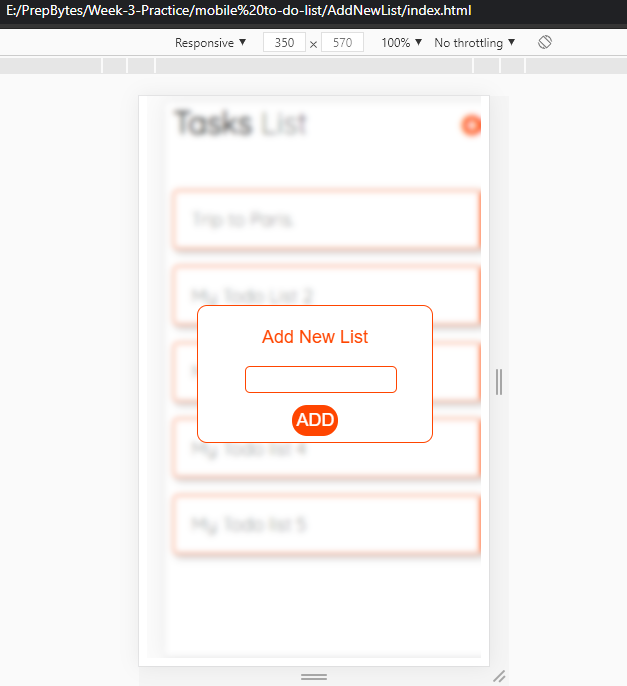 E:/PrepBytes/Week-3-Practice/mobile%20to-do-list/AddNewList/index.html
Responsive ▼ 350 × 570 100% ▼ No throttling ▼
Tasks List
Trip to Paris
My Todo List 2
Add New List
ADD
My Todo list 4
My Todo list 5